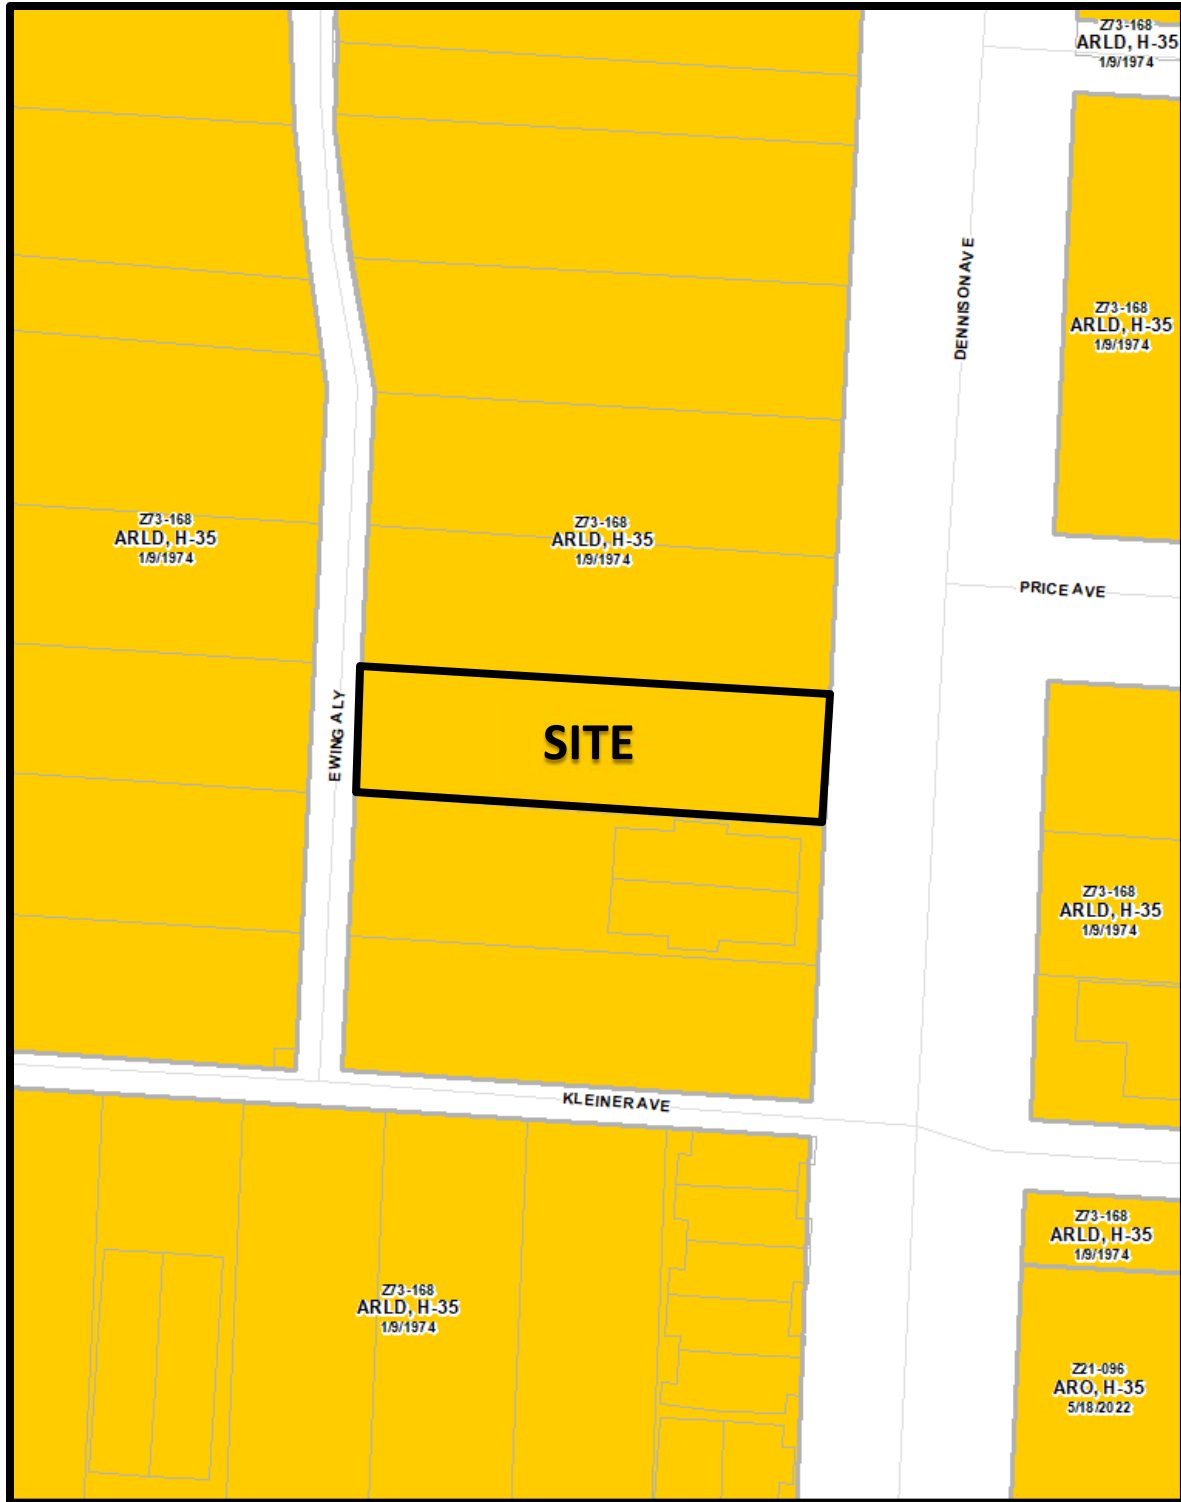 Z73-168
ARLD, H-35
1/9/1974
DENNISON AVE
Z73-168
ARLD, H-35
1/9/1974
Z73-168
ARLD, H-35
1/9/1974
Z73-168
ARLD, H-35
1/9/1974
PRICE AVE
EWING ALY
SITE
Z73-168
ARLD, H-35
1/9/1974
KLEINER AVE
Z73-168
ARLD, H-35
1/9/1974
Z73-168
ARLD, H-35
1/9/1974
Z21-096
ARO, H-35
5/18/2022